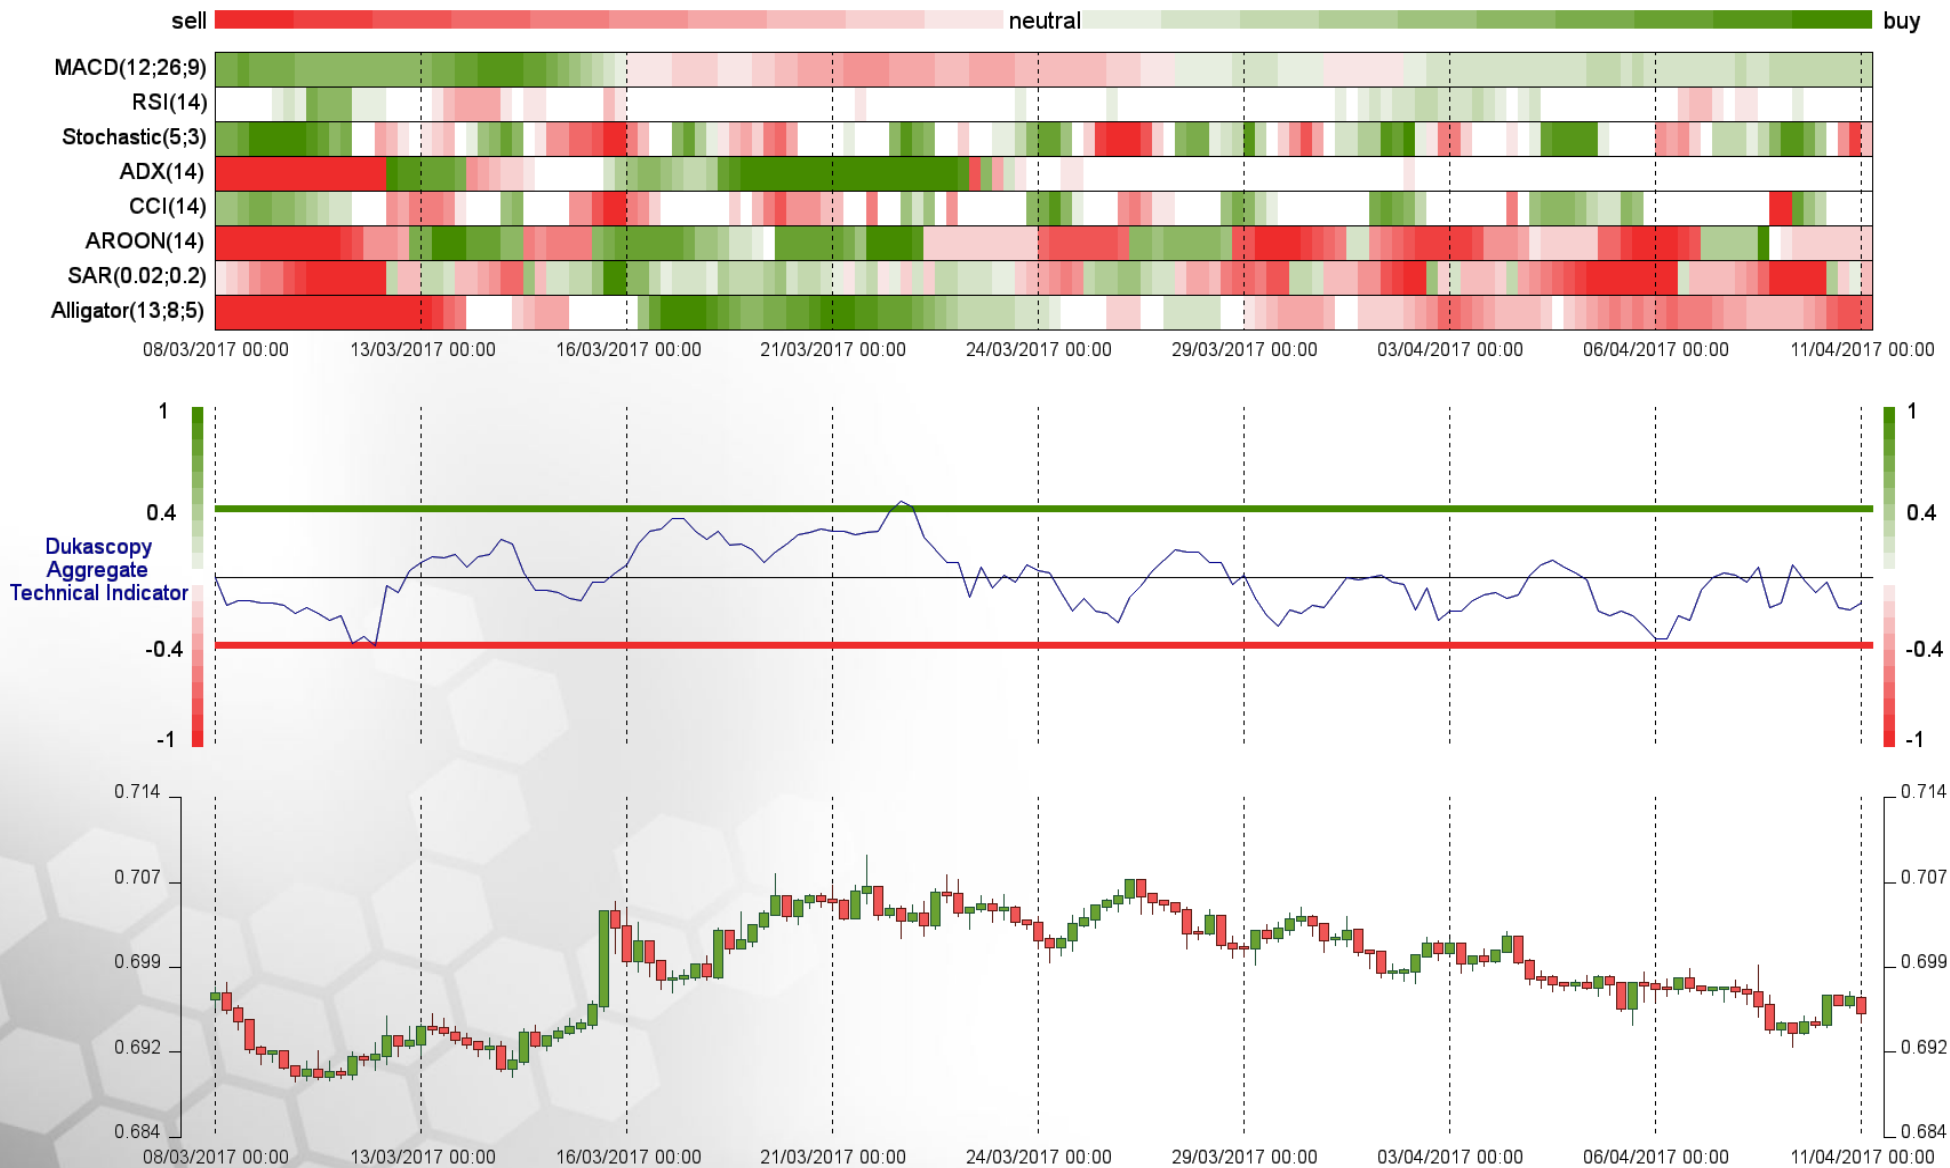 sell neutral buy
MACD(12;26;9)
RSI(14)
Stochastic(5;3)
ADX(14)
CCI(14)
AROON(14)
SAR(0.02;0.2)
Alligator(13;8;5)
08/03/2017 00:00 13/03/2017 00:00 16/03/2017 00:00 21/03/2017 00:00 24/03/2017 00:00 29/03/2017 00:00 03/04/2017 00:00 06/04/2017 00:00 11/04/2017 00:00
1 1
0.4 0.4
Dukascopy
Aggregate
Technical Indicator
-0.4 -0.4
-1 -1
0.714 0.714
0.707 0.707
0.699 0.699
0.692 0.692
0.684 0.684
08/03/2017 00:00 13/03/2017 00:00 16/03/2017 00:00 21/03/2017 00:00 24/03/2017 00:00 29/03/2017 00:00 03/04/2017 00:00 06/04/2017 00:00 11/04/2017 00:00